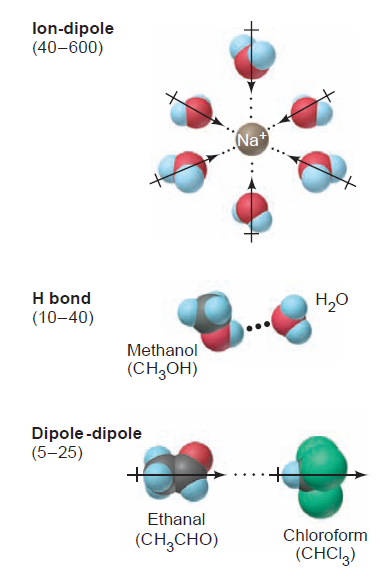 Ion-dipole
(40–600)
Na⁺
H bond
(10–40)
H₂O
Methanol
(CH₃OH)
Dipole-dipole
(5–25)
Ethanal
(CH₃CHO)
Chloroform
(CHCl₃)